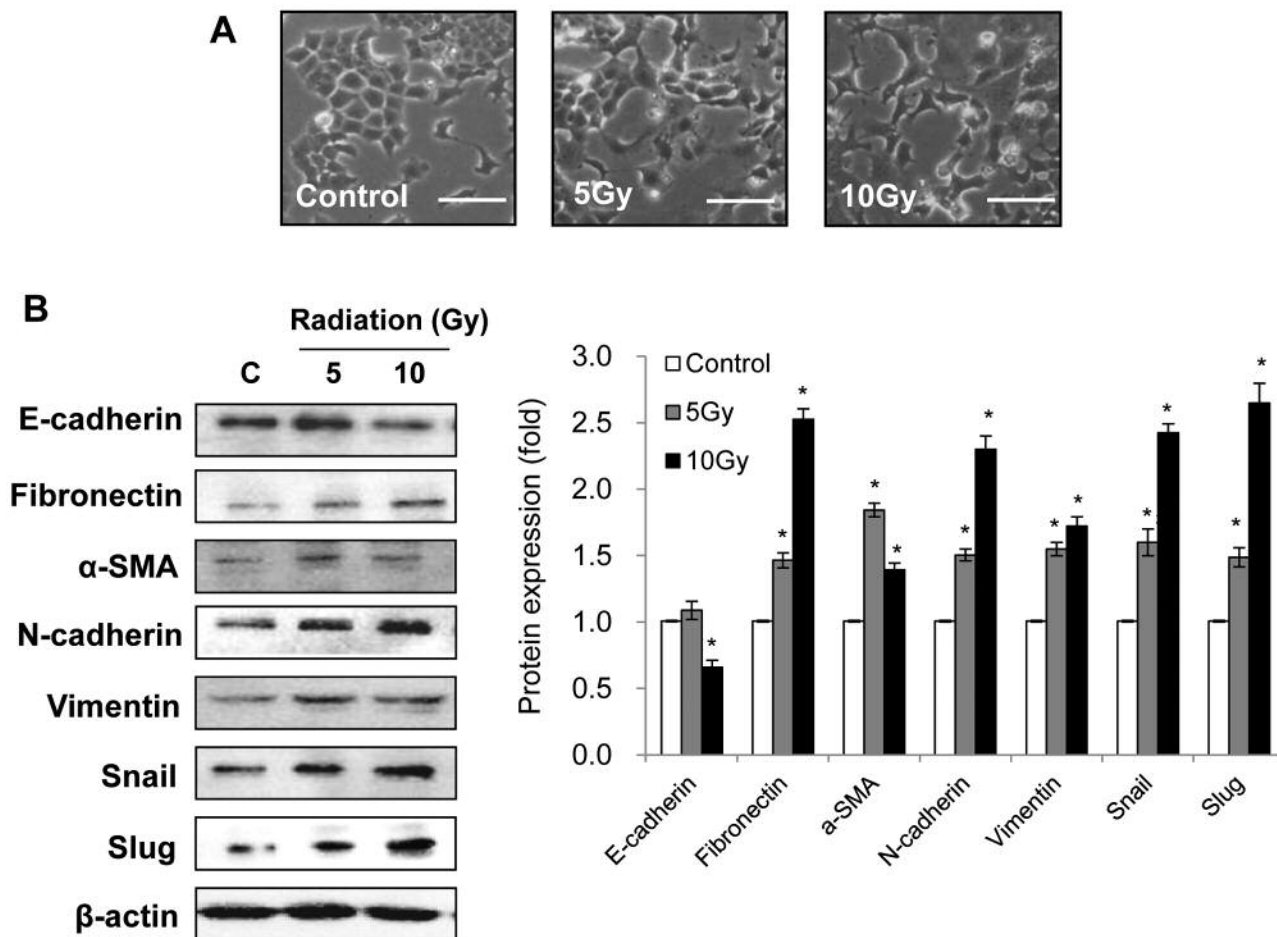 A
Control
5Gy
10Gy
B
Radiation (Gy)
C 5 10
E-cadherin
Fibronectin
α-SMA
N-cadherin
Vimentin
Snail
Slug
β-actin
Protein expression (fold)
3.0
2.5
2.0
1.5
1.0
0.5
0.0
Control
5Gy
10Gy
*
* *
* *
* *
* *
* *
* *
E-cadherin
Fibronectin
a-SMA
N-cadherin
Vimentin
Snail
Slug